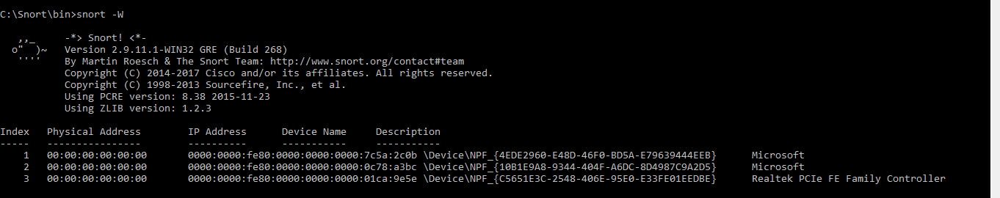 C:\Snort\bin>snort -W
,,_     -*> Snort! <*-
o"  )~   Version 2.9.11.1-WIN32 GRE (Build 268)
''''    By Martin Roesch & The Snort Team: http://www.snort.org/contact#team
Copyright (C) 2014-2017 Cisco and/or its affiliates. All rights reserved.
Copyright (C) 1998-2013 Sourcefire, Inc., et al.
Using PCRE version: 8.38 2015-11-23
Using ZLIB version: 1.2.3
Index   Physical Address        IP Address      Device Name     Description
-----   ----------------        ----------      -----------     -----------
1   00:00:00:00:00:00       0000:0000:fe80:0000:0000:0000:7c5a:2c0b \Device\NPF_{4EDE2960-E48D-46F0-BD5A-E79639444EEB}      Microsoft
2   00:00:00:00:00:00       0000:0000:fe80:0000:0000:0000:0c78:a3bc \Device\NPF_{10B1E9A8-9344-404F-A6DC-8D4987C9A2D5}      Microsoft
3   00:00:00:00:00:00       0000:0000:fe80:0000:0000:0000:01ca:9e5e \Device\NPF_{C5651E3C-2548-406E-95E0-E33FE01EEDBE}      Realtek PCIe FE Family Controller